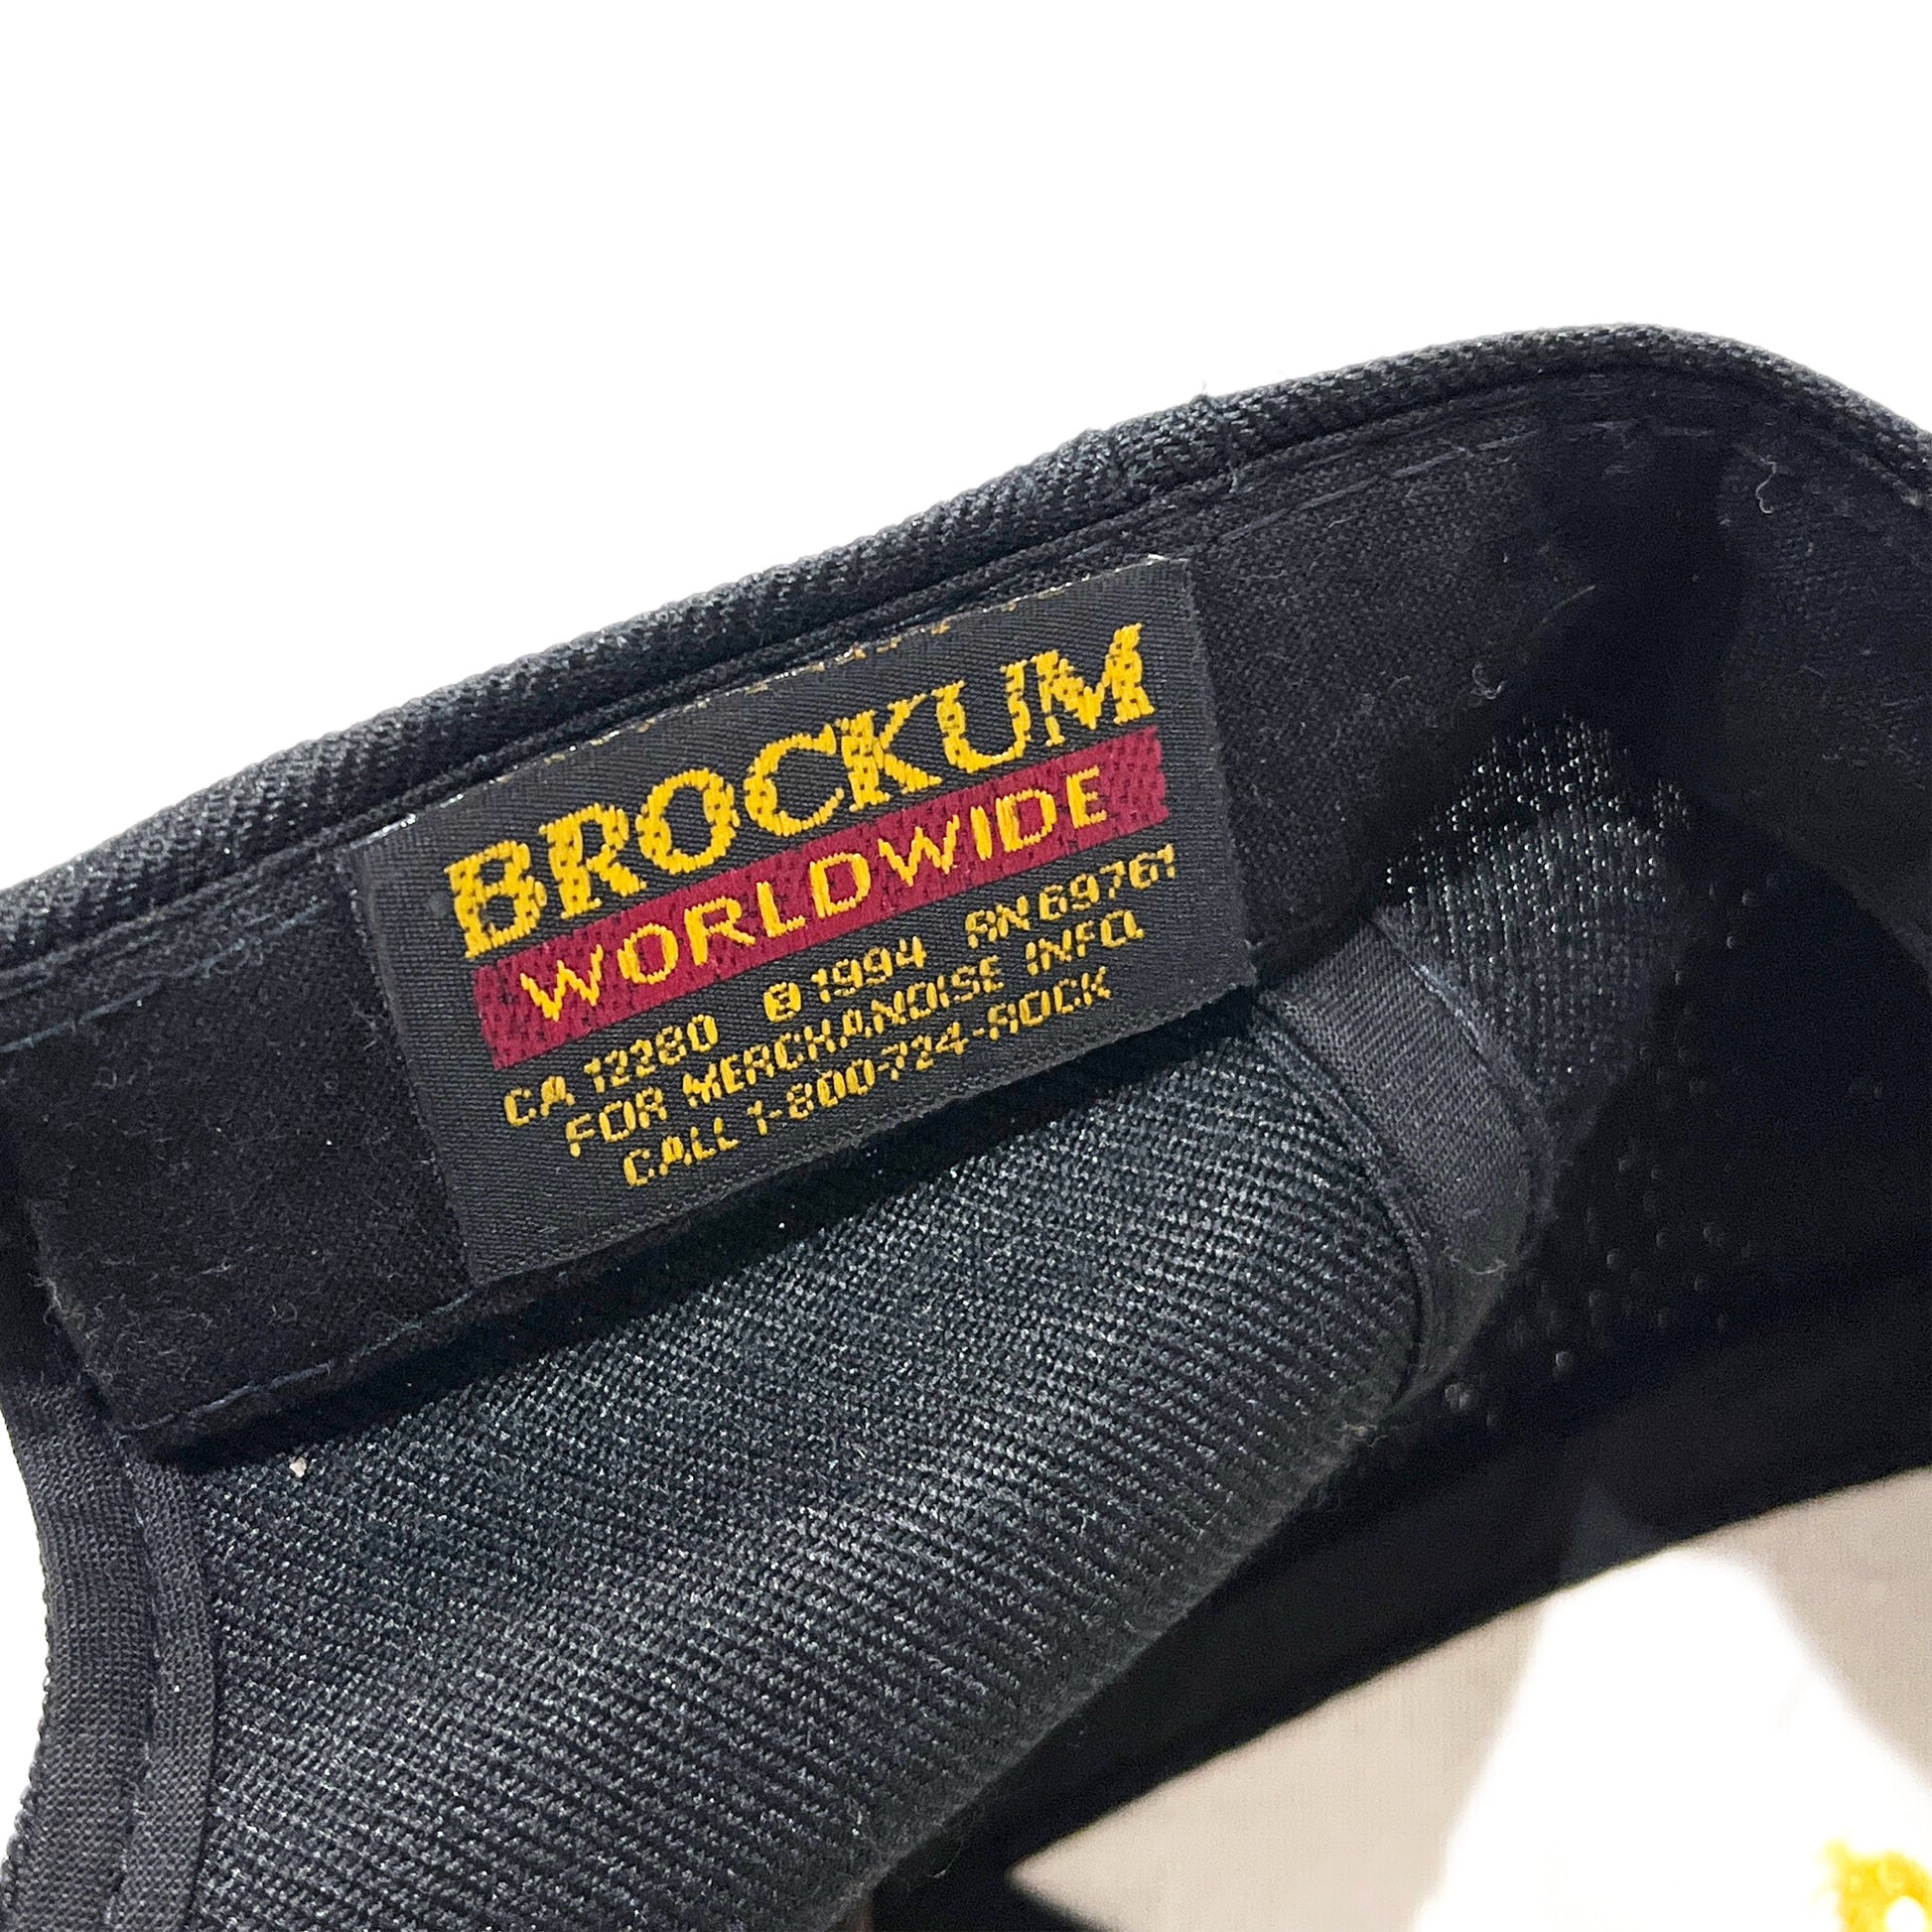 BROCKUM
WORLDWIDE
CA 12280 © 1994 RN 69761
FOR MERCHANDISE INFO.
CALL 1-800-724-ROCK